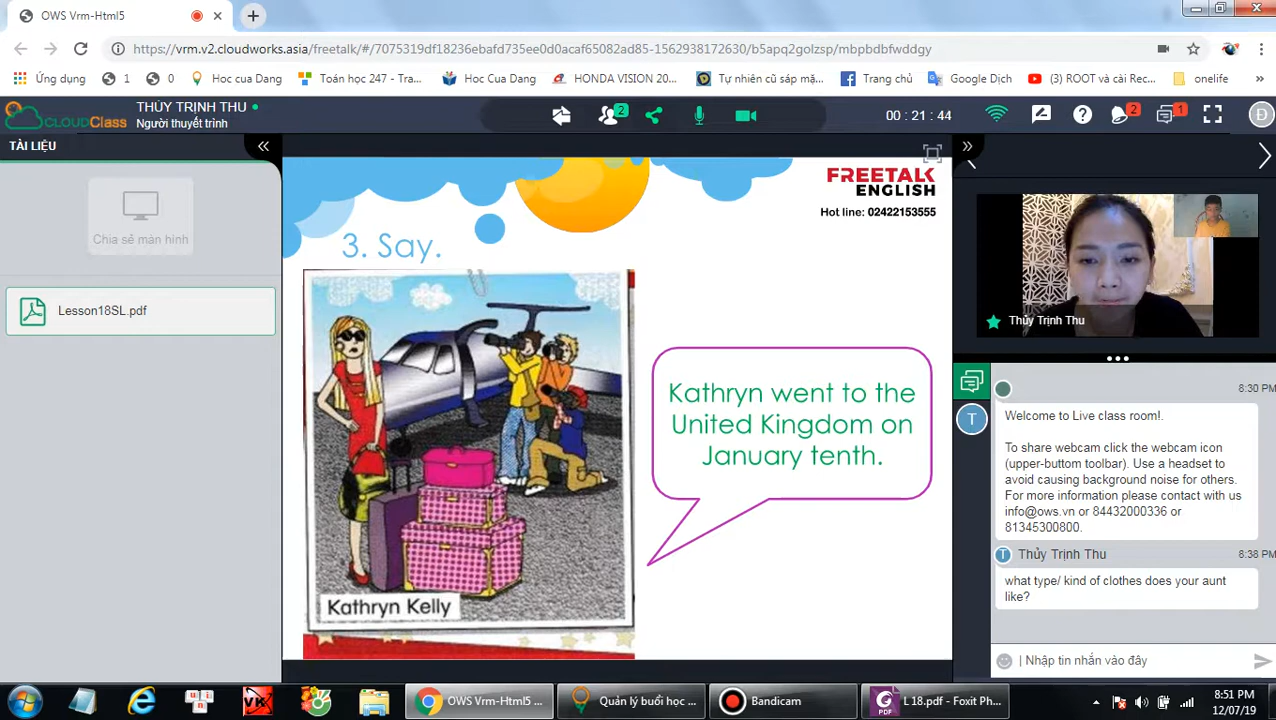 OWS Vrm-Html5
https://vrm.v2.cloudworks.asia/freetalk/#/7075319df18236ebafd735ee0d0acaf65082ad85-1562938172630/b5apq2golzsp/mbpbdbfwddgy
Ứng dụng
1
0
Hoc cua Dang
Toán học 247 - Tra...
Học Cua Dang
HONDA VISION 20...
Tự nhiên cũ sáp mặ...
Trang chủ
Google Dịch
(3) ROOT và cài Rec...
onelife
»
CLOUDClass
THỦY TRỊNH THU
Người thuyết trình
2
00 : 21 : 44
2
1
Đ
TÀI LIỆU
Chia sẻ màn hình
Lesson18SL.pdf
FREETALK
ENGLISH
Hot line: 02422153555
3. Say.
Kathryn went to the
United Kingdom on
January tenth.
Kathryn Kelly
Thủy Trịnh Thu
8:30 PM
Welcome to Live class room!.
To share webcam click the webcam icon
(upper-buttom toolbar). Use a headset to
avoid causing background noise for others.
For more information please contact with us
info@ows.vn or 84432000336 or
81345300800.
T
T Thủy Trịnh Thu
8:38 PM
what type/ kind of clothes does your aunt
like?
Nhập tin nhắn vào đây
OWS Vrm-Html5 ...
Quản lý buổi học ...
Bandicam
L 18.pdf - Foxit Ph...
8:51 PM
12/07/19